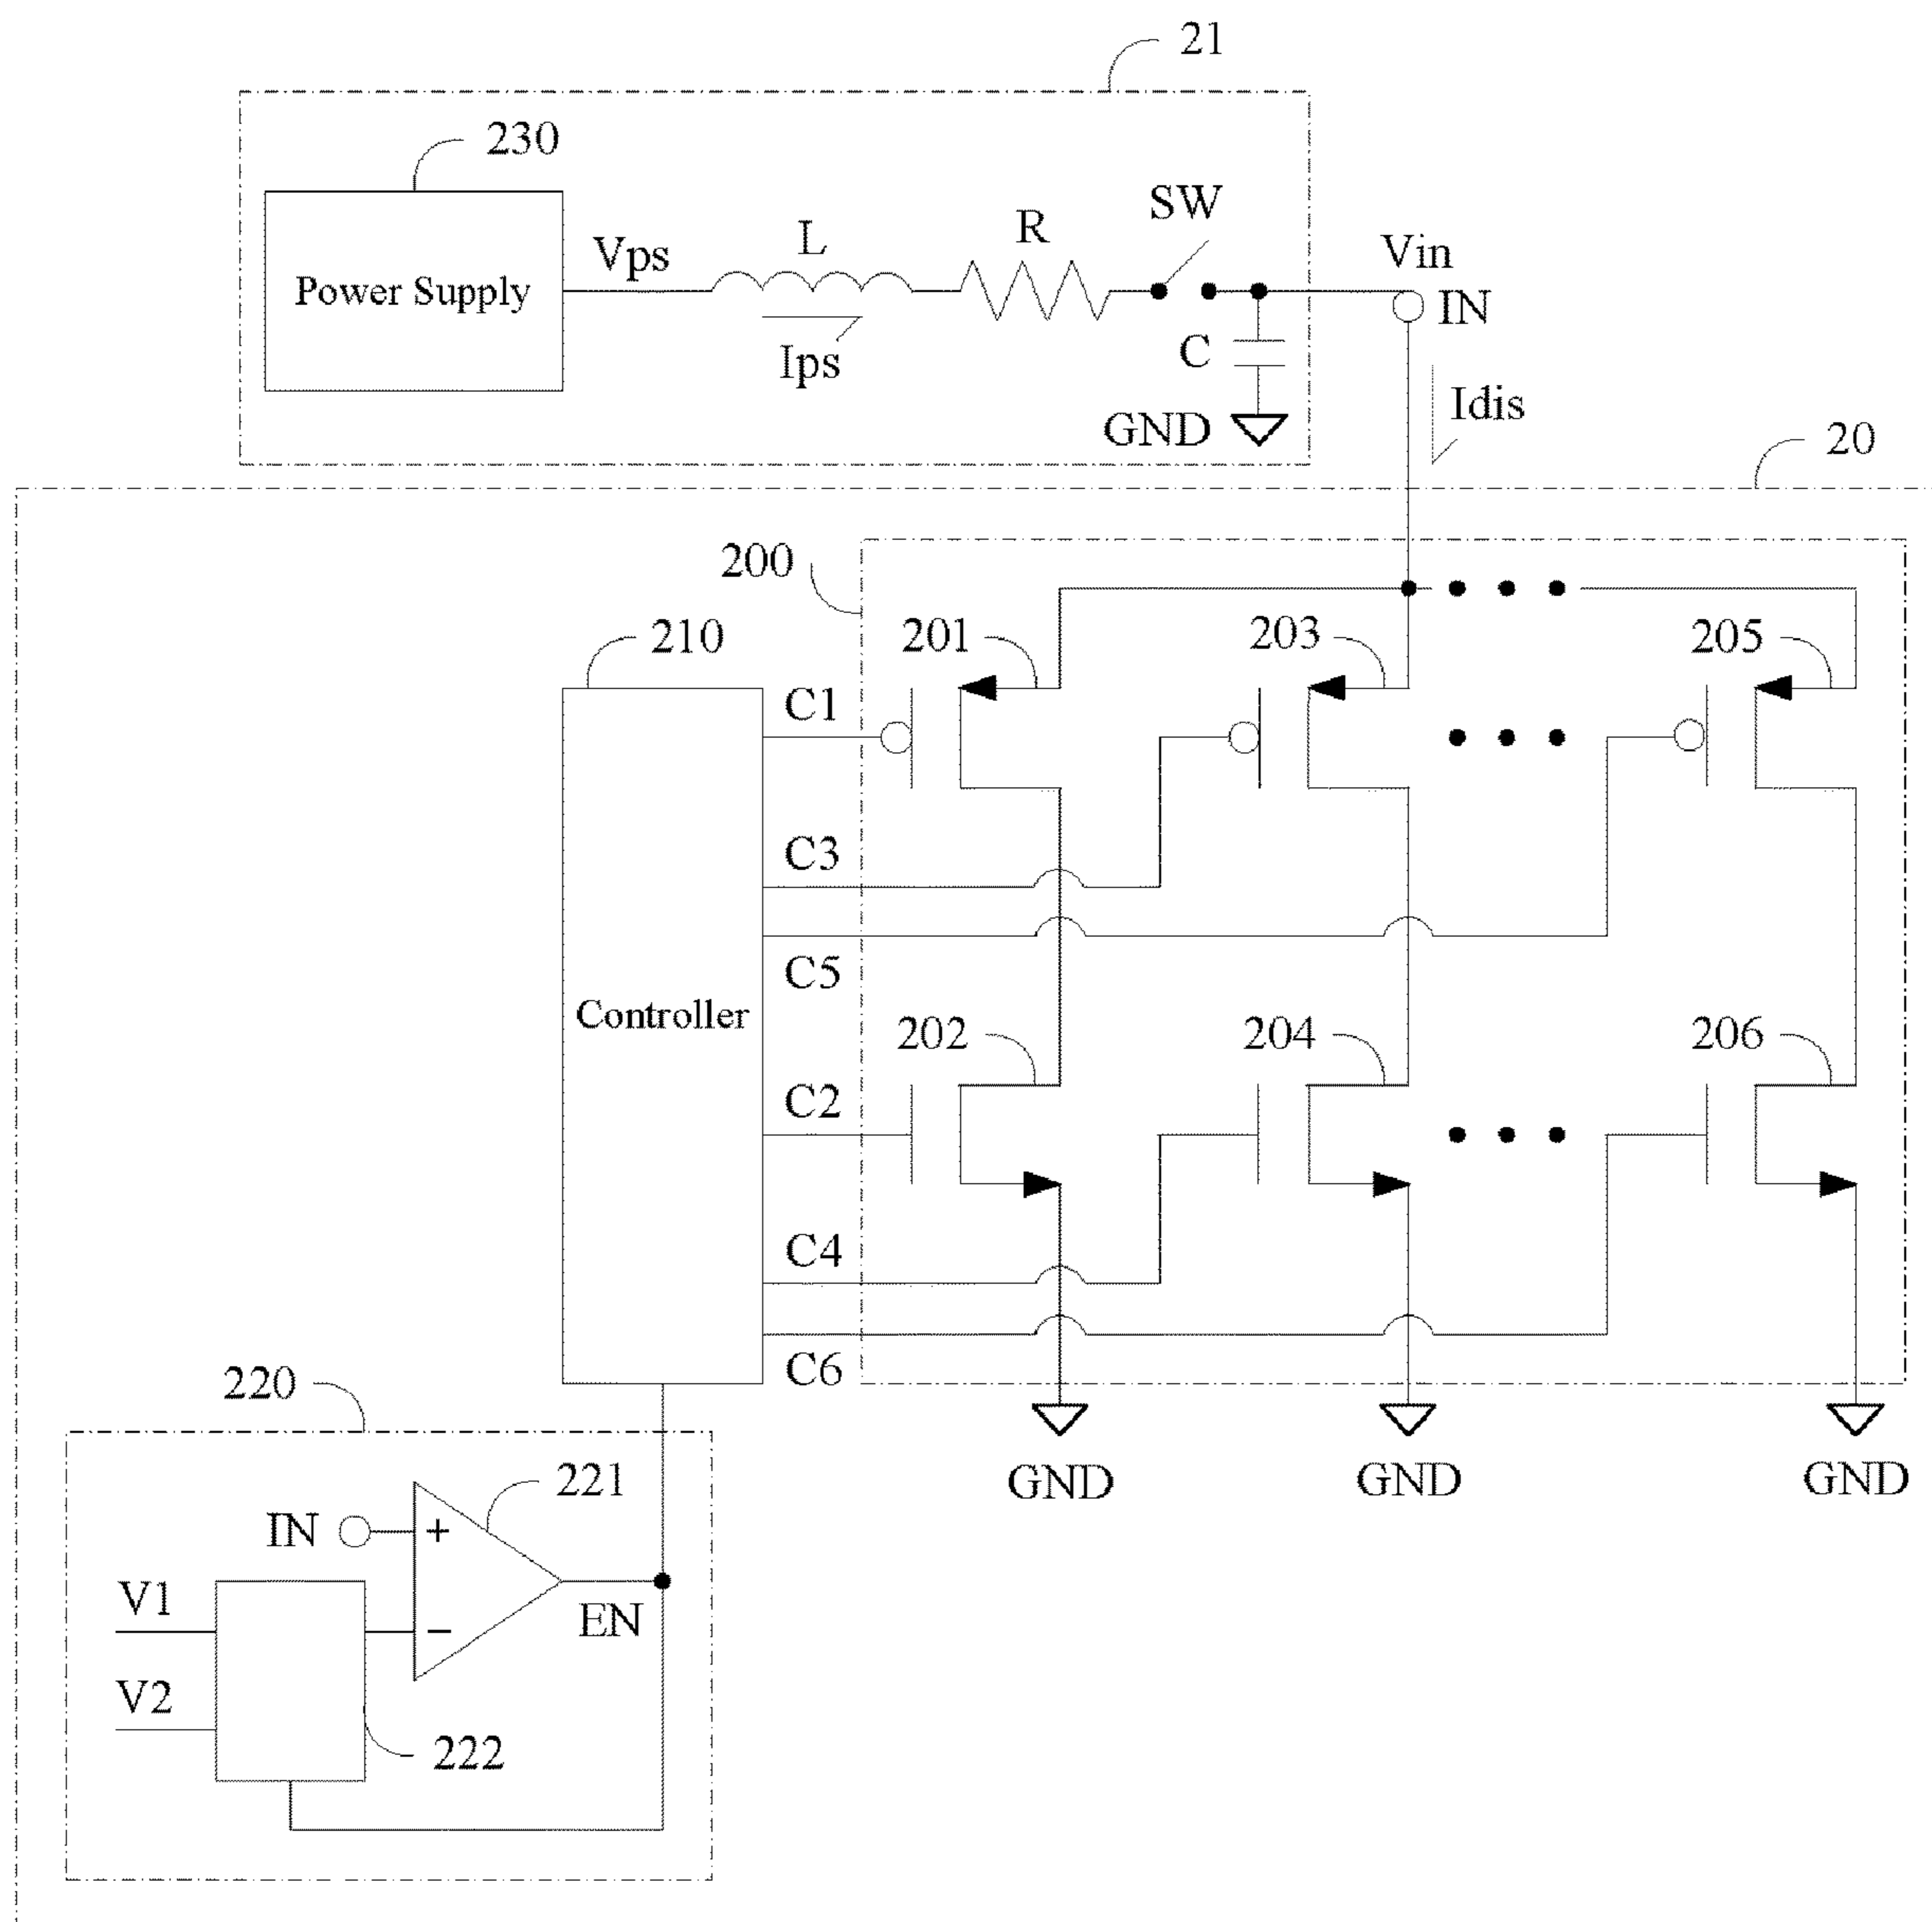 21
230
Power Supply
Vps
L
Ips
R
SW
C
GND
Vin
IN
Idis
20
200
210
201
203
205
C1
C3
C5
Controller
202
204
206
C2
C4
C6
GND
GND
GND
220
221
IN
+
−
V1
V2
EN
222